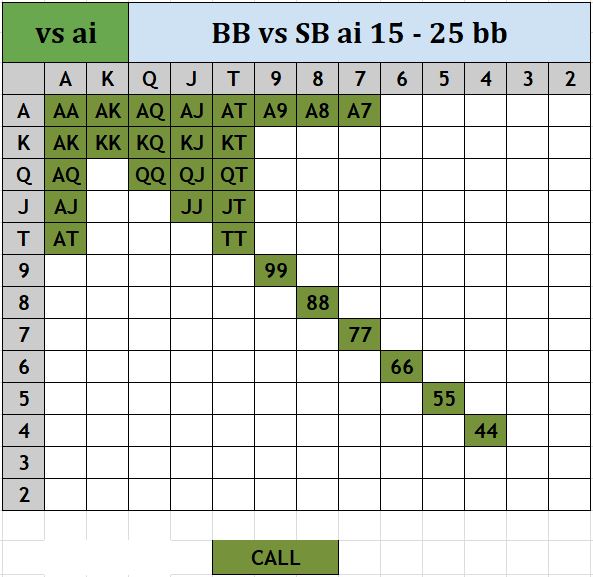 vs ai BB vs SB ai 15 - 25 bb
A K Q J T 9 8 7 6 5 4 3 2
A AA AK AQ AJ AT A9 A8 A7
K AK KK KQ KJ KT
Q AQ QQ QJ QT
J AJ JJ JT
T AT TT
9 99
8 88
7 77
6 66
5 55
4 44
3
2
CALL